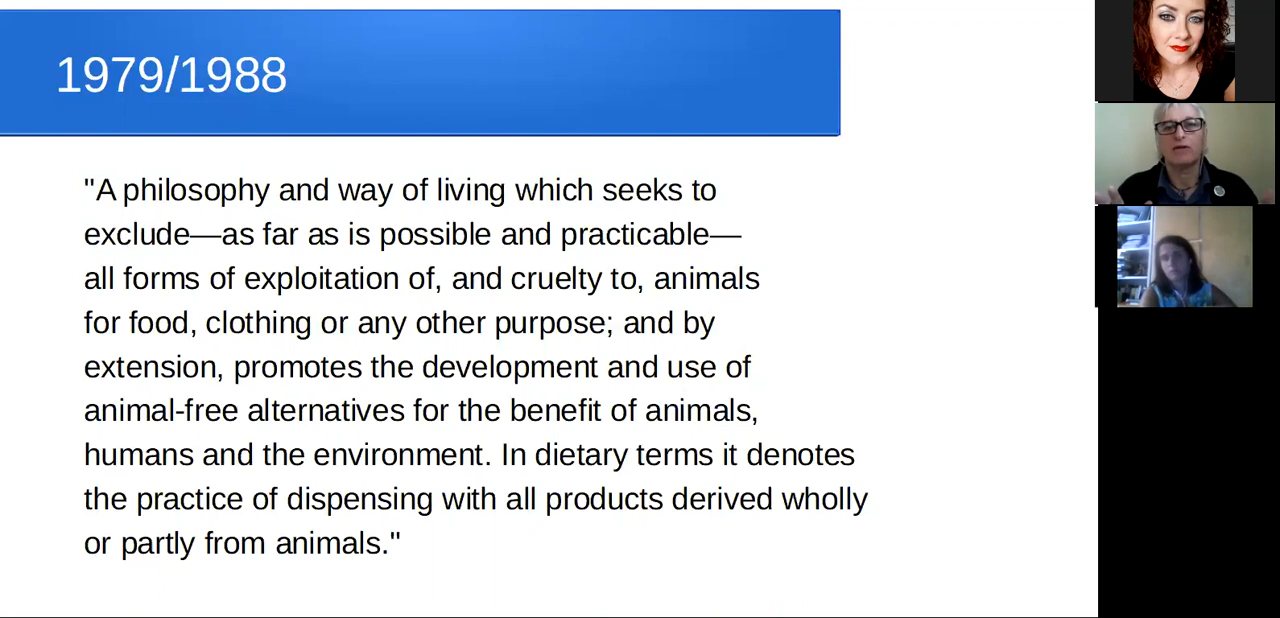 1979/1988
"A philosophy and way of living which seeks to
exclude—as far as is possible and practicable—
all forms of exploitation of, and cruelty to, animals
for food, clothing or any other purpose; and by
extension, promotes the development and use of
animal-free alternatives for the benefit of animals,
humans and the environment. In dietary terms it denotes
the practice of dispensing with all products derived wholly
or partly from animals."